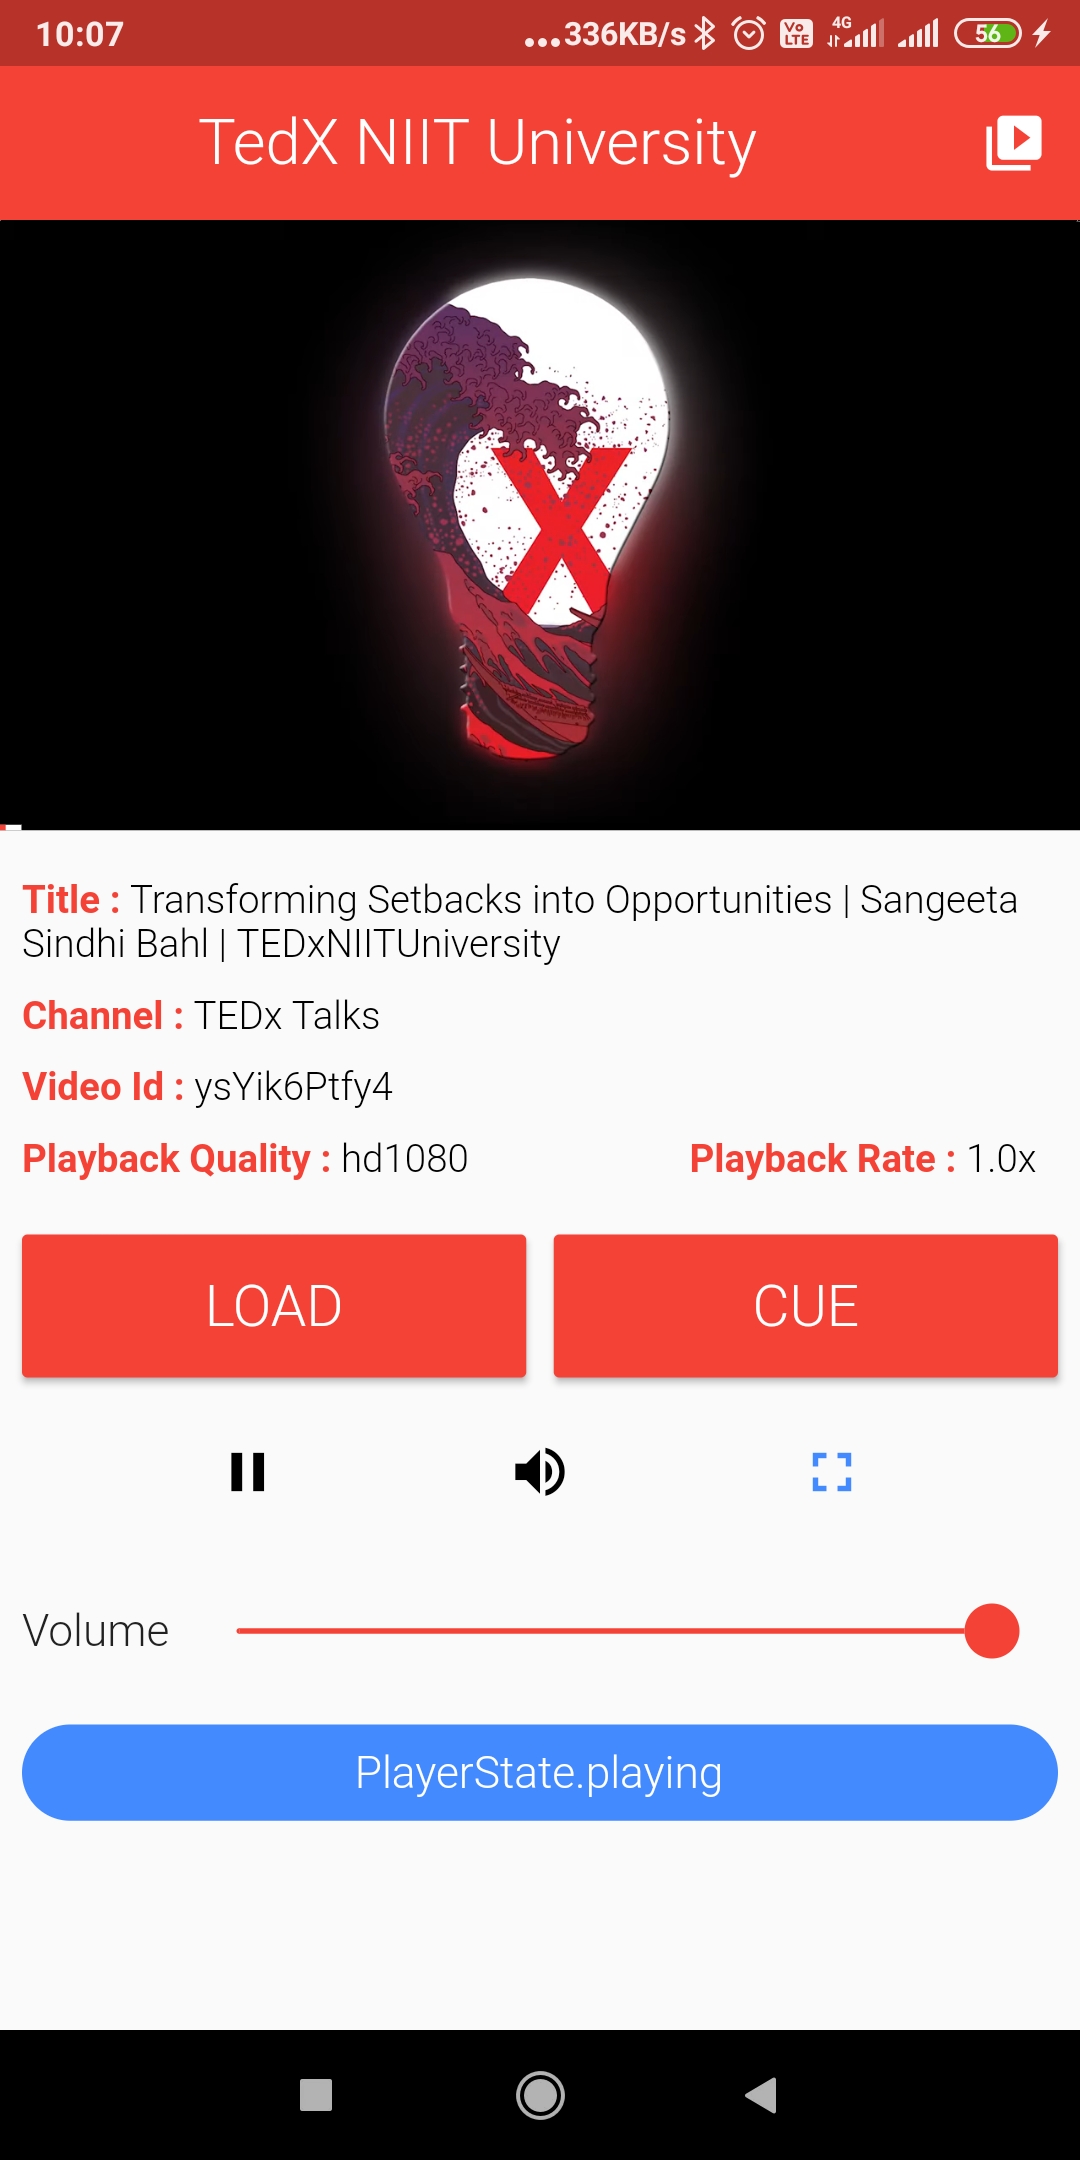 10:07
...336KB/s
Vo
LTE
4G
56
TedX NIIT University
X
Title : Transforming Setbacks into Opportunities | Sangeeta
Sindhi Bahl | TEDxNIITUniversity
Channel : TEDx Talks
Video Id : ysYik6Ptfy4
Playback Quality : hd1080
Playback Rate : 1.0x
LOAD
CUE
Volume
PlayerState.playing